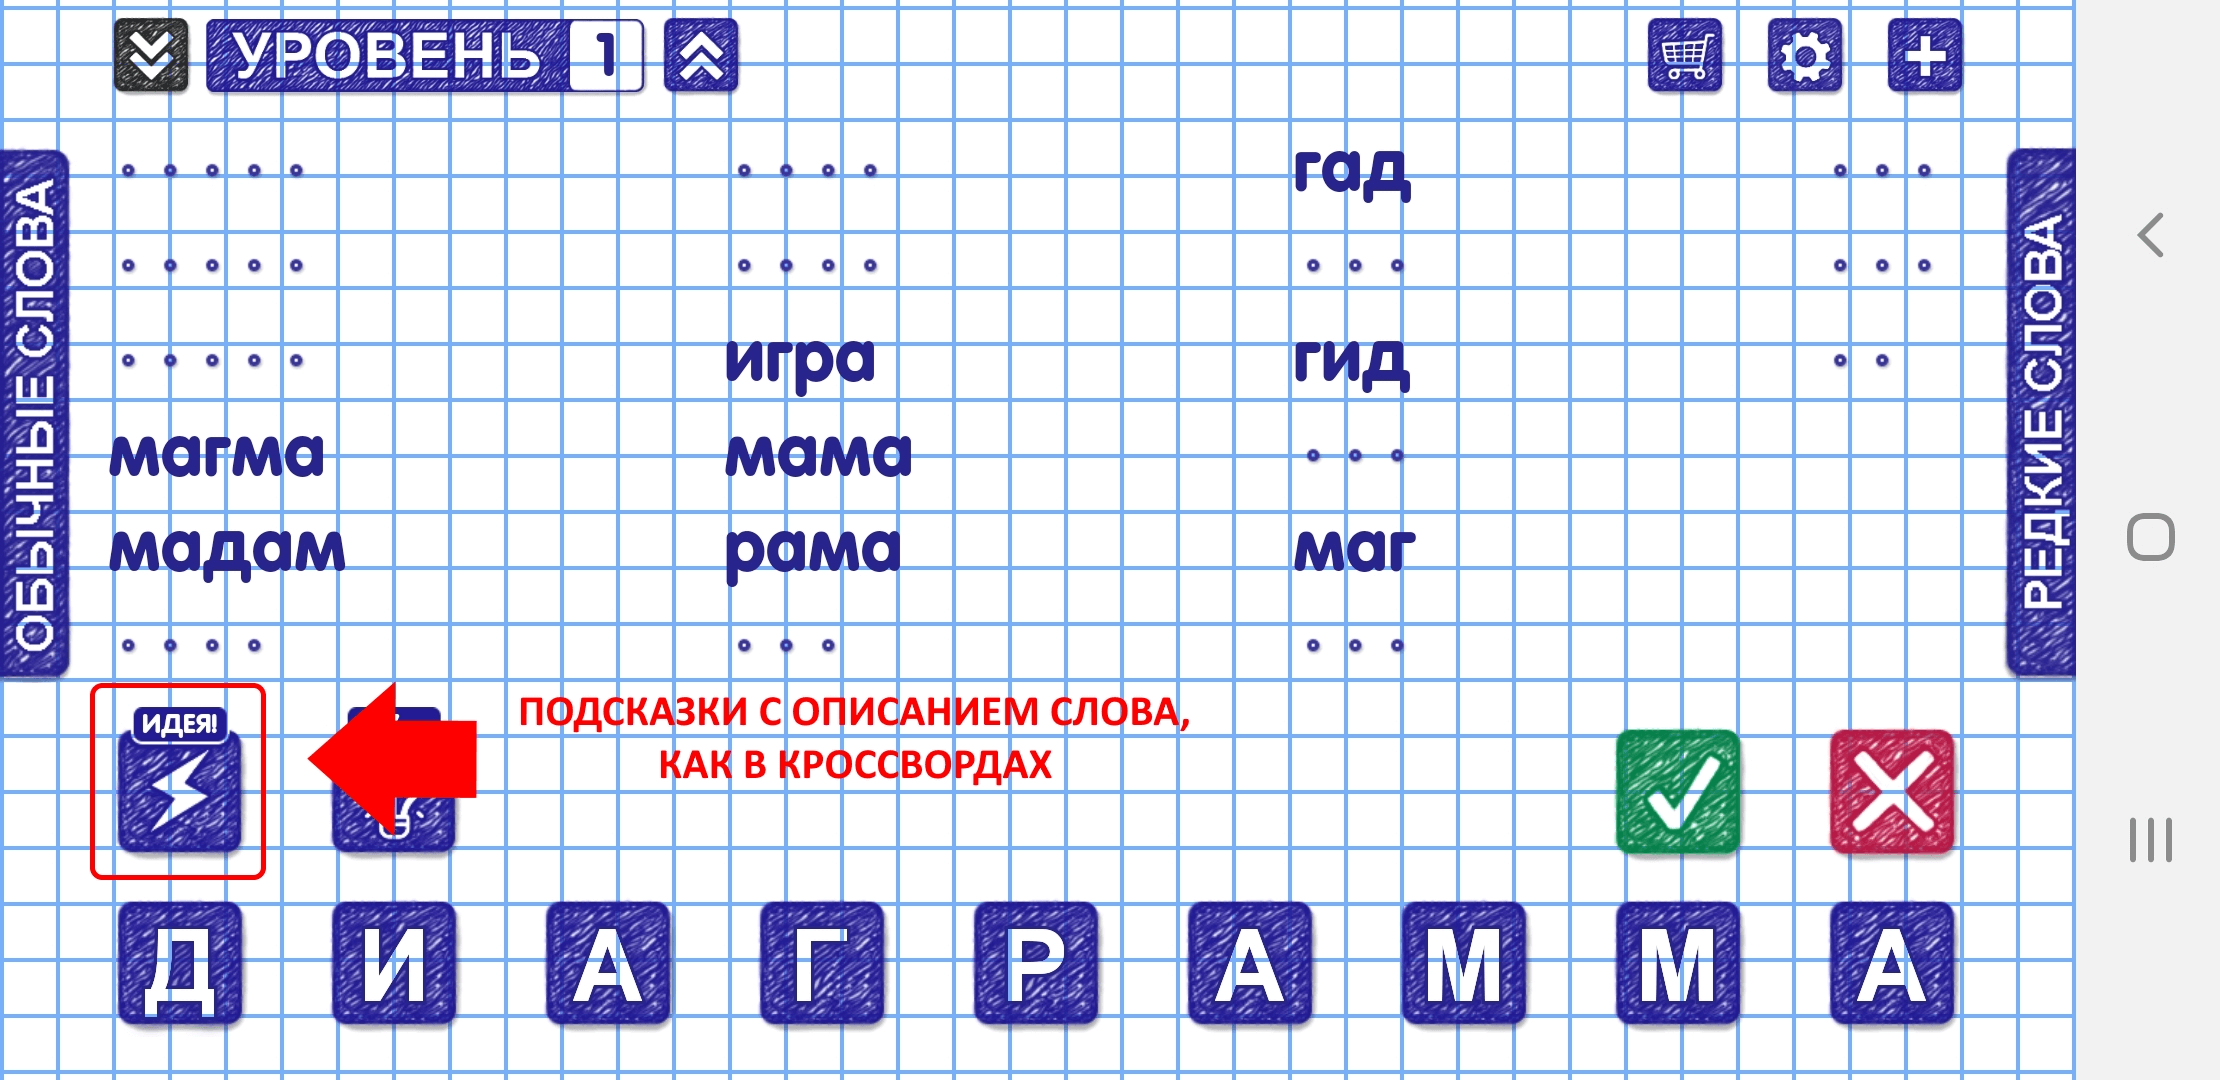 УРОВЕНЬ 1
ОБЫЧНЫЕ СЛОВА
гад
игра
гид
магма
мама
мадам
рама
маг
РЕДКИЕ СЛОВА
ИДЕЯ!
ПОДСКАЗКИ С ОПИСАНИЕМ СЛОВА,
КАК В КРОССВОРДАХ
Д И А Г Р А М М А